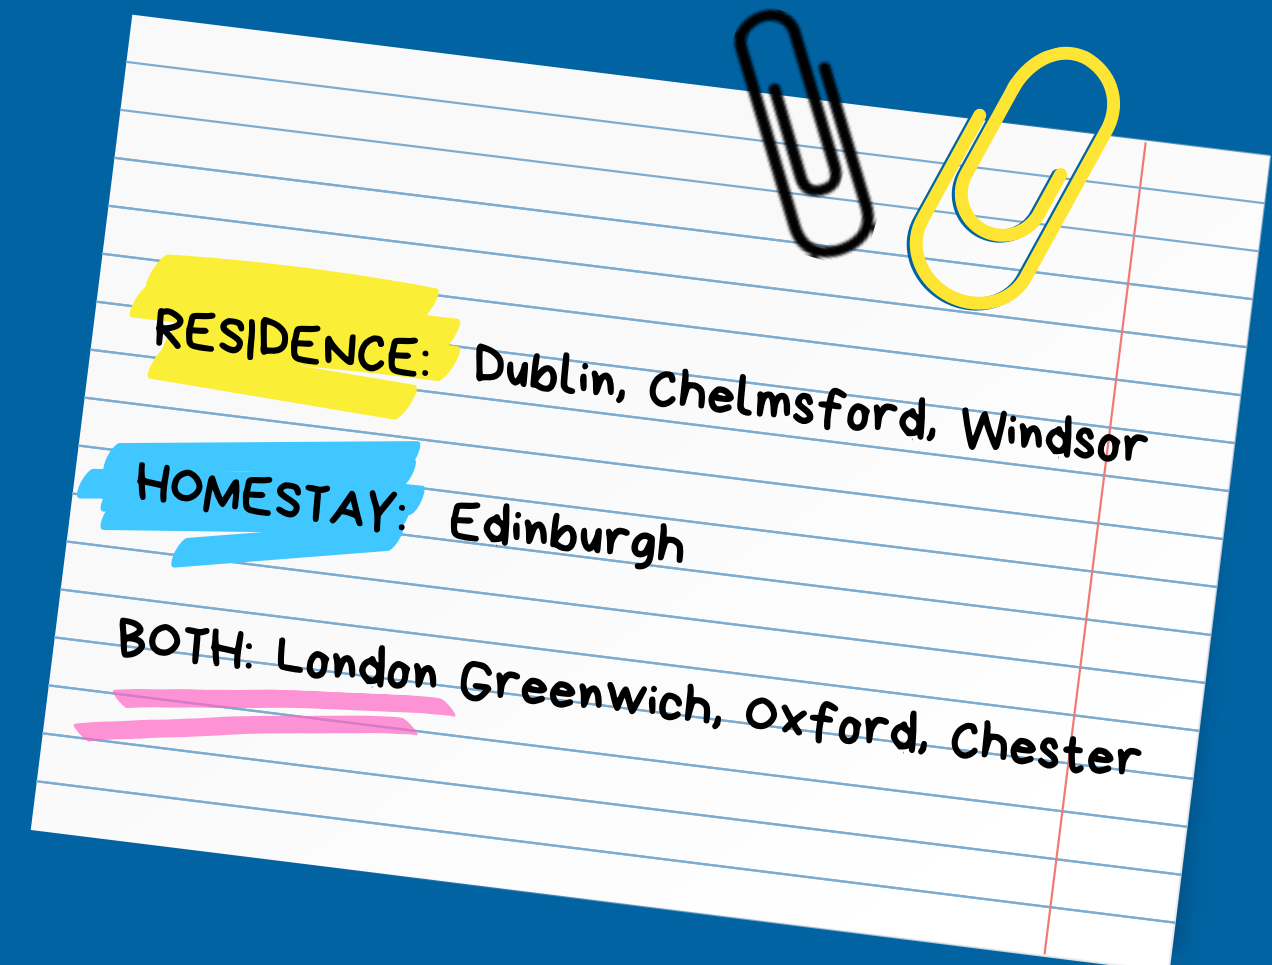 RESIDENCE: Dublin, Chelmsford, Windsor
HOMESTAY: Edinburgh
BOTH: London Greenwich, Oxford, Chester